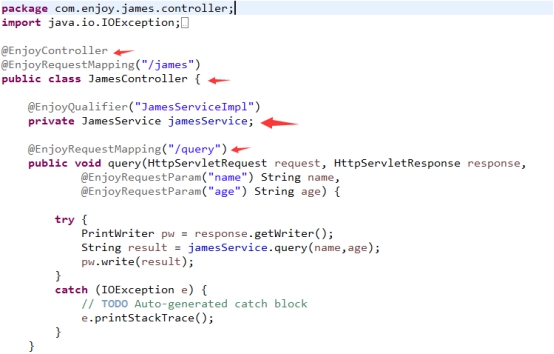 package com.enjoy.james.controller;
import java.io.IOException;
@EnjoyController
@EnjoyRequestMapping("/james")
public class JamesController {
@EnjoyQualifier("JamesServiceImpl")
private JamesService jamesService;
@EnjoyRequestMapping("/query")
public void query(HttpServletRequest request, HttpServletResponse response,
@EnjoyRequestParam("name") String name,
@EnjoyRequestParam("age") String age) {
try {
PrintWriter pw = response.getWriter();
String result = jamesService.query(name,age);
pw.write(result);
}
catch (IOException e) {
// TODO Auto-generated catch block
e.printStackTrace();
}
}